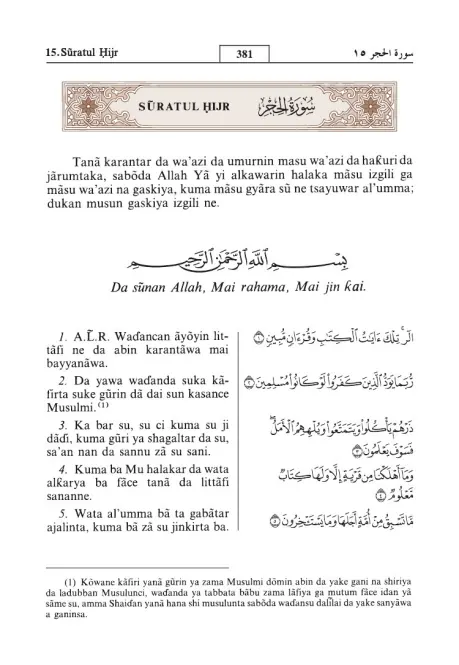 15. Sūratul Ḥijr
381
سورة الحجر ١٥
SŪRATUL ḤIJR
سُورَةُ الحِجْرِ
Tanā karantar da wa'azi da umurnin masu wa'azi da haƙuri da
jārumtaka, sabōda Allah Yā yi alkawarin halaka māsu izgili ga
māsu wa'azi na gaskiya, kuma māsu gyāra sū ne tsayuwar al'umma;
dukan musun gaskiya izgili ne.
بِسْمِ اللَّهِ الرَّحْمَٰنِ الرَّحِيمِ
Da sūnan Allah, Mai rahama, Mai jin ƙai.
1. A.L̃.R. Waɗancan āyōyin lit-
tāfi ne da abin karantāwa mai
bayyanāwa.
2. Da yawa waɗanda suka kā-
firta suke gūrin dā dai sun kasance
Musulmi.(1)
3. Ka bar su, su ci kuma su ji
dāɗi, kuma gūri ya shagaltar da su,
sa'an nan da sannu zā su sani.
4. Kuma ba Mu halakar da wata
alƙarya ba fāce tanā da littāfi
sananne.
5. Wata al'umma bā ta gabātar
ajalinta, kuma bā zā su jinkirta ba.
الٓرۚ تِلْكَ ءَايَٰتُ ٱلْكِتَٰبِ وَقُرْءَانٍ مُّبِينٍ ١
رُّبَمَا يَوَدُّ ٱلَّذِينَ كَفَرُوا۟ لَوْ كَانُوا۟ مُسْلِمِينَ ٢
ذَرْهُمْ يَأْكُلُوا۟ وَيَتَمَتَّعُوا۟ وَيُلْهِهِمُ ٱلْأَمَلُۖ
فَسَوْفَ يَعْلَمُونَ ٣
وَمَآ أَهْلَكْنَا مِن قَرْيَةٍ إِلَّا وَلَهَا كِتَابٌ
مَّعْلُومٌ ٤
مَّا تَسْبِقُ مِنْ أُمَّةٍ أَجَلَهَا وَمَا يَسْتَـْٔخِرُونَ ٥
(1) Kōwane kāfiri yanā gūrin ya zama Musulmi dōmin abin da yake gani na shiriya
da ladubban Musulunci, waɗanda ya tabbata bābu zama lāfiya ga mutum fāce idan yā
sāme su, amma Shaiɗan yanā hana shi musulunta sabōda waɗansu dalīlai da yake sanyāwa
a ganinsa.